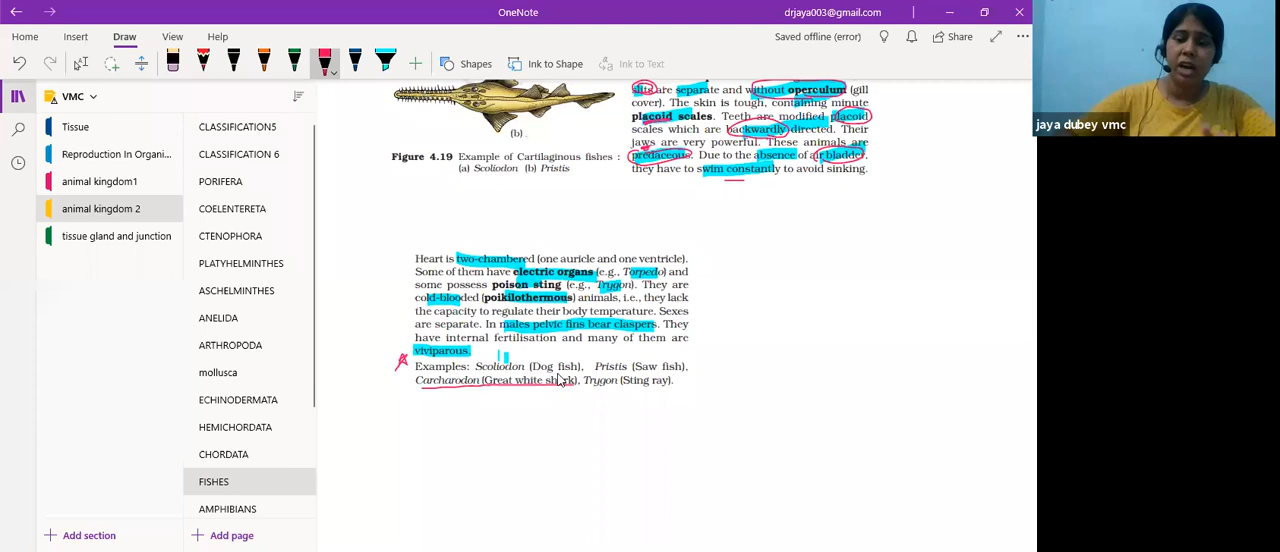 OneNote
drjaya003@gmail.com
Home Insert Draw View Help
Saved offline (error)
Share
Shapes
Ink to Shape
Ink to Text
VMC
Tissue
Reproduction In Organi...
animal kingdom1
animal kingdom 2
tissue gland and junction
Add section
CLASSIFICATION5
CLASSIFICATION 6
PORIFERA
COELENTERETA
CTENOPHORA
PLATYHELMINTHES
ASCHELMINTHES
ANELIDA
ARTHROPODA
mollusca
ECHINODERMATA
HEMICHORDATA
CHORDATA
FISHES
AMPHIBIANS
Add page
(b)
Figure 4.19 Example of Cartilaginous fishes :
(a) Scoliodon (b) Pristis
slits are separate and without operculum (gill
cover). The skin is tough, containing minute
placoid scales. Teeth are modified placoid
scales which are backwardly directed. Their
jaws are very powerful. These animals are
predaceous. Due to the absence of air bladder,
they have to swim constantly to avoid sinking.
Heart is two-chambered (one auricle and one ventricle).
Some of them have electric organs (e.g., Torpedo) and
some possess poison sting (e.g., Trygon). They are
cold-blooded (poikilothermous) animals, i.e., they lack
the capacity to regulate their body temperature. Sexes
are separate. In males pelvic fins bear claspers. They
have internal fertilisation and many of them are
viviparous.
Examples: Scoliodon (Dog fish), Pristis (Saw fish),
Carcharodon (Great white shark), Trygon (Sting ray).
jaya dubey vmc